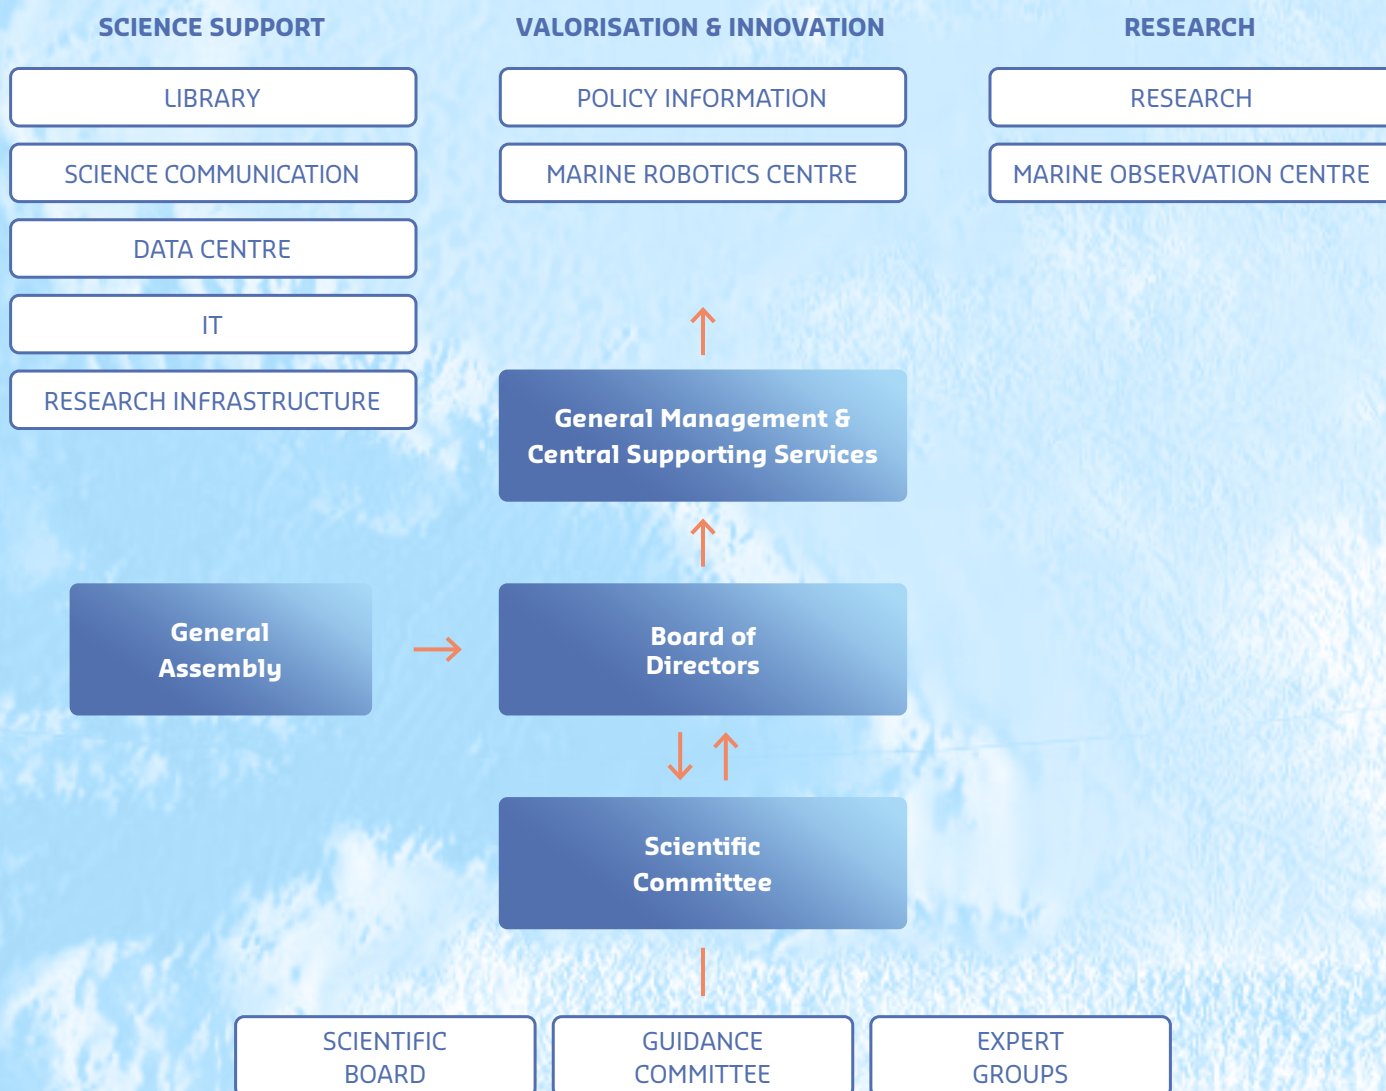 SCIENCE SUPPORT
LIBRARY
SCIENCE COMMUNICATION
DATA CENTRE
IT
RESEARCH INFRASTRUCTURE
VALORISATION & INNOVATION
POLICY INFORMATION
MARINE ROBOTICS CENTRE
RESEARCH
RESEARCH
MARINE OBSERVATION CENTRE
General Management &
Central Supporting Services
General
Assembly
Board of
Directors
Scientific
Committee
SCIENTIFIC
BOARD
GUIDANCE
COMMITTEE
EXPERT
GROUPS